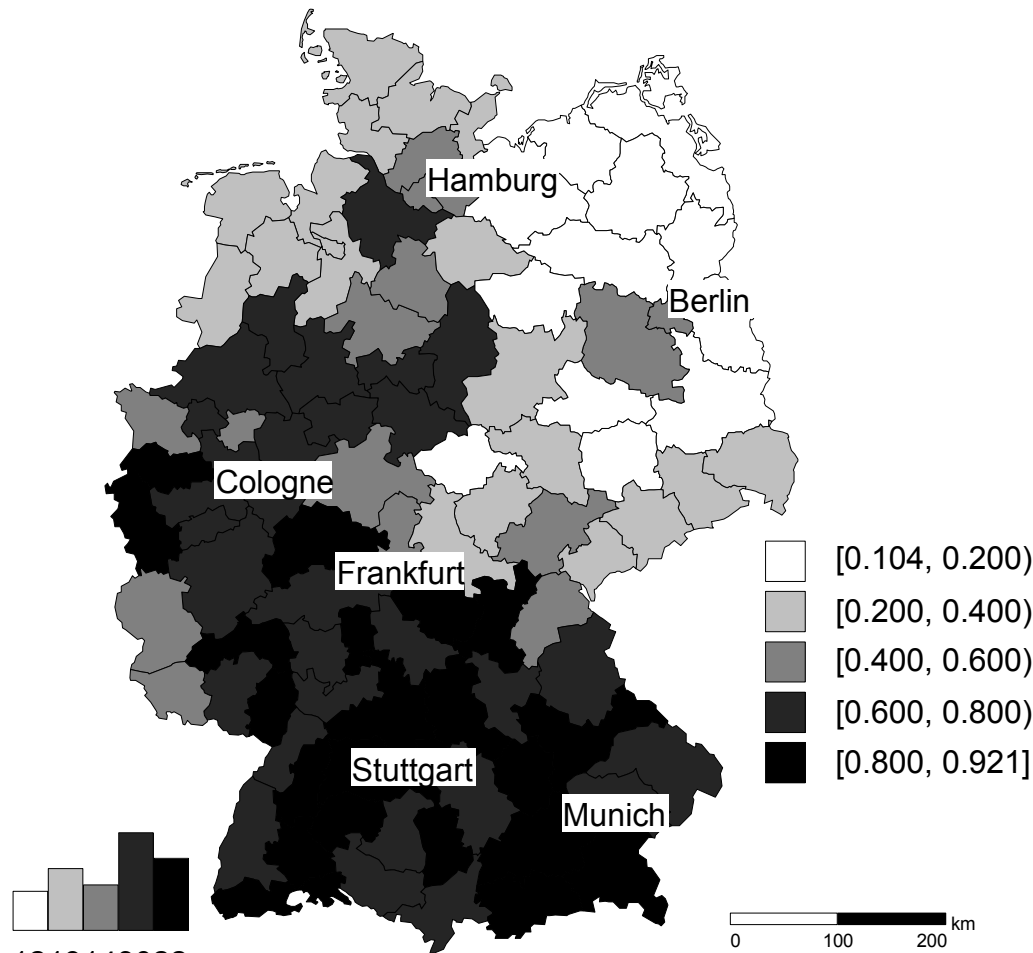 Hamburg
Berlin
Cologne
Frankfurt
Stuttgart
Munich
[0.104, 0.200)
[0.200, 0.400)
[0.400, 0.600)
[0.600, 0.800)
[0.800, 0.921]
km
0 100 200